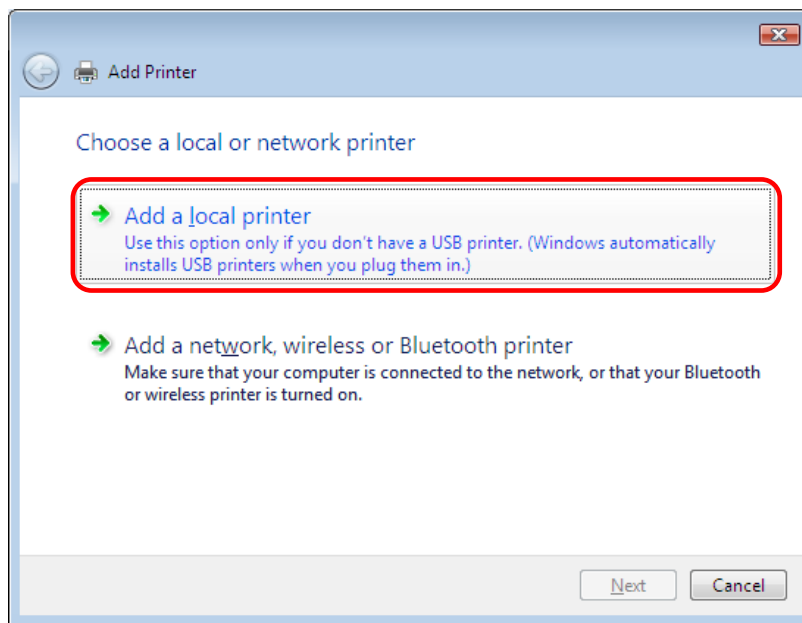 Add Printer
Choose a local or network printer
Add a local printer
Use this option only if you don't have a USB printer. (Windows automatically
installs USB printers when you plug them in.)
Add a network, wireless or Bluetooth printer
Make sure that your computer is connected to the network, or that your Bluetooth
or wireless printer is turned on.
Next
Cancel